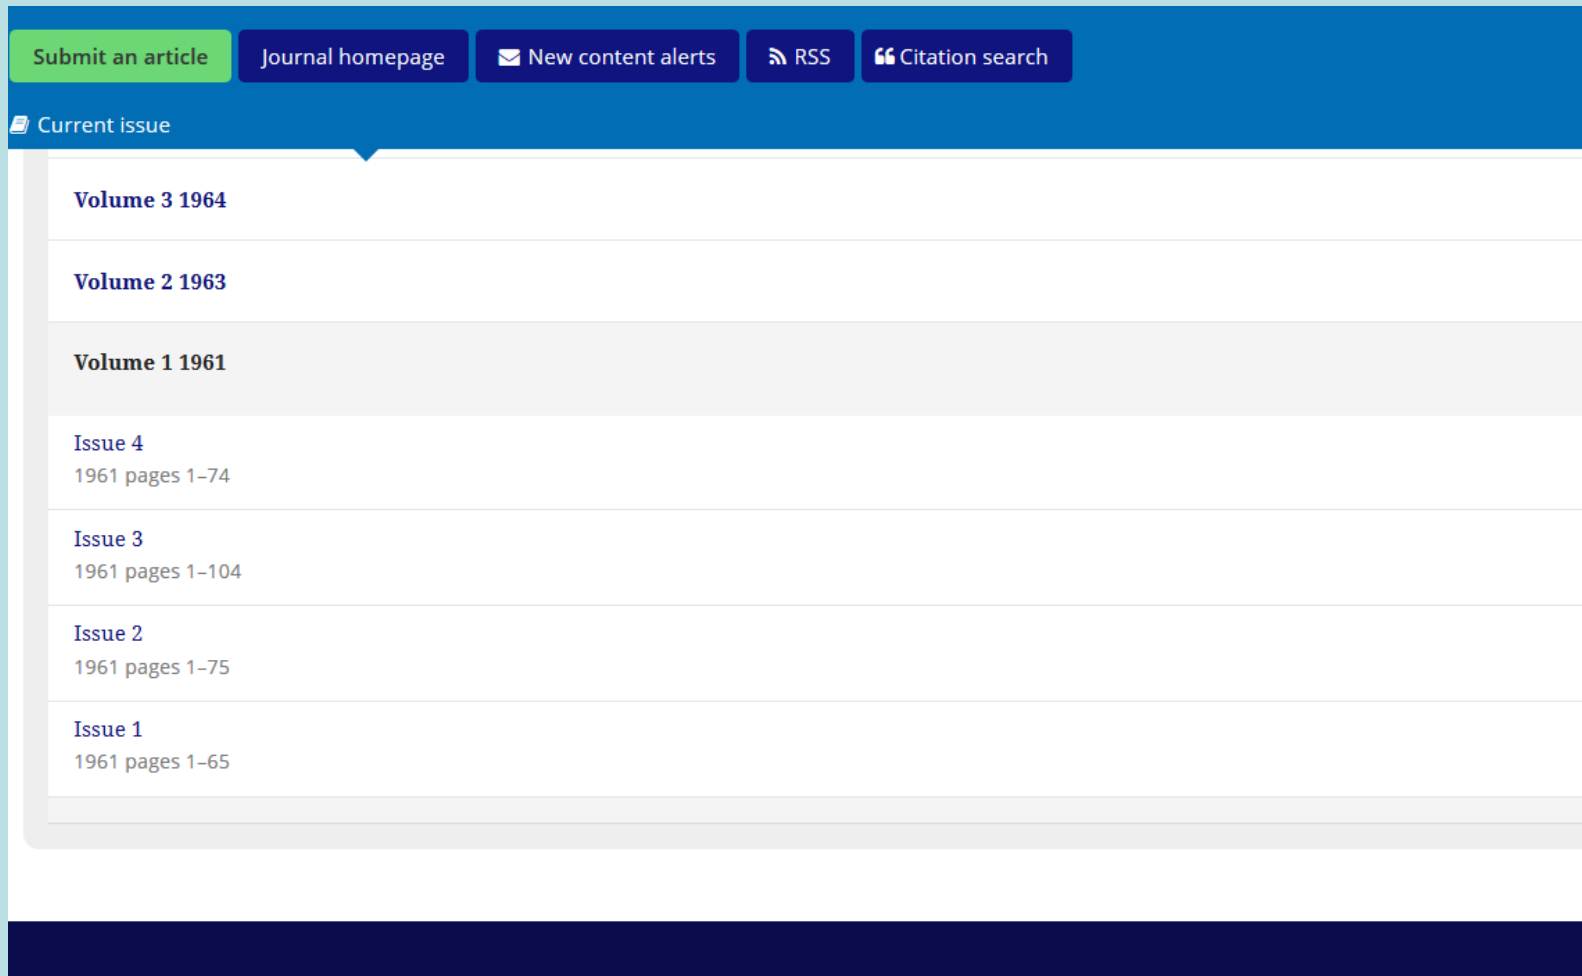 Submit an article
Journal homepage
New content alerts
RSS
Citation search
Current issue
Volume 3 1964
Volume 2 1963
Volume 1 1961
Issue 4
1961 pages 1–74
Issue 3
1961 pages 1–104
Issue 2
1961 pages 1–75
Issue 1
1961 pages 1–65